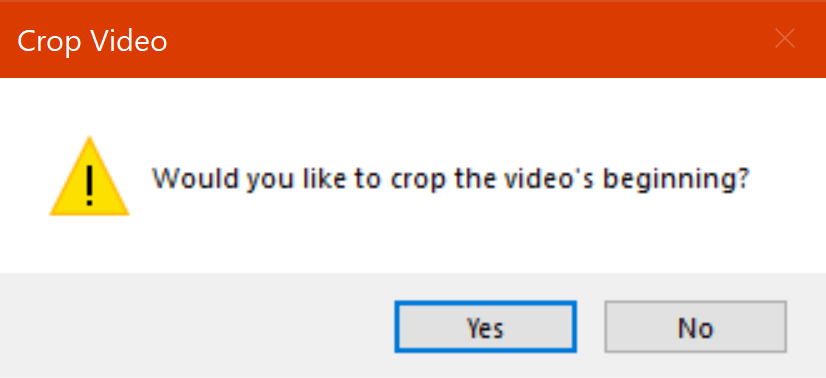 Crop Video
Would you like to crop the video's beginning?
Yes No